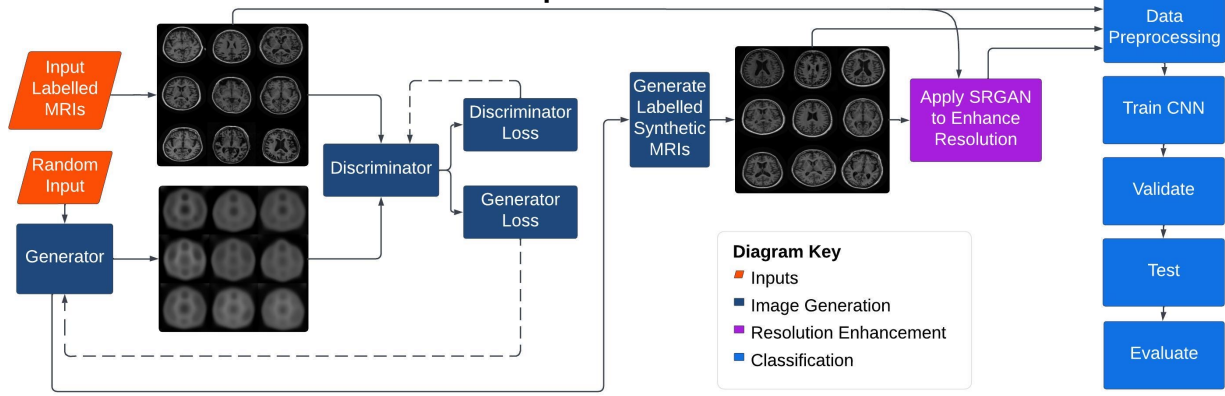 Input
Labelled
MRIs
Random
Input
Generator
Discriminator
Discriminator
Loss
Generator
Loss
Generate
Labelled
Synthetic
MRIs
Apply SRGAN
to Enhance
Resolution
Data
Preprocessing
Train CNN
Validate
Test
Evaluate
Diagram Key
Inputs
Image Generation
Resolution Enhancement
Classification